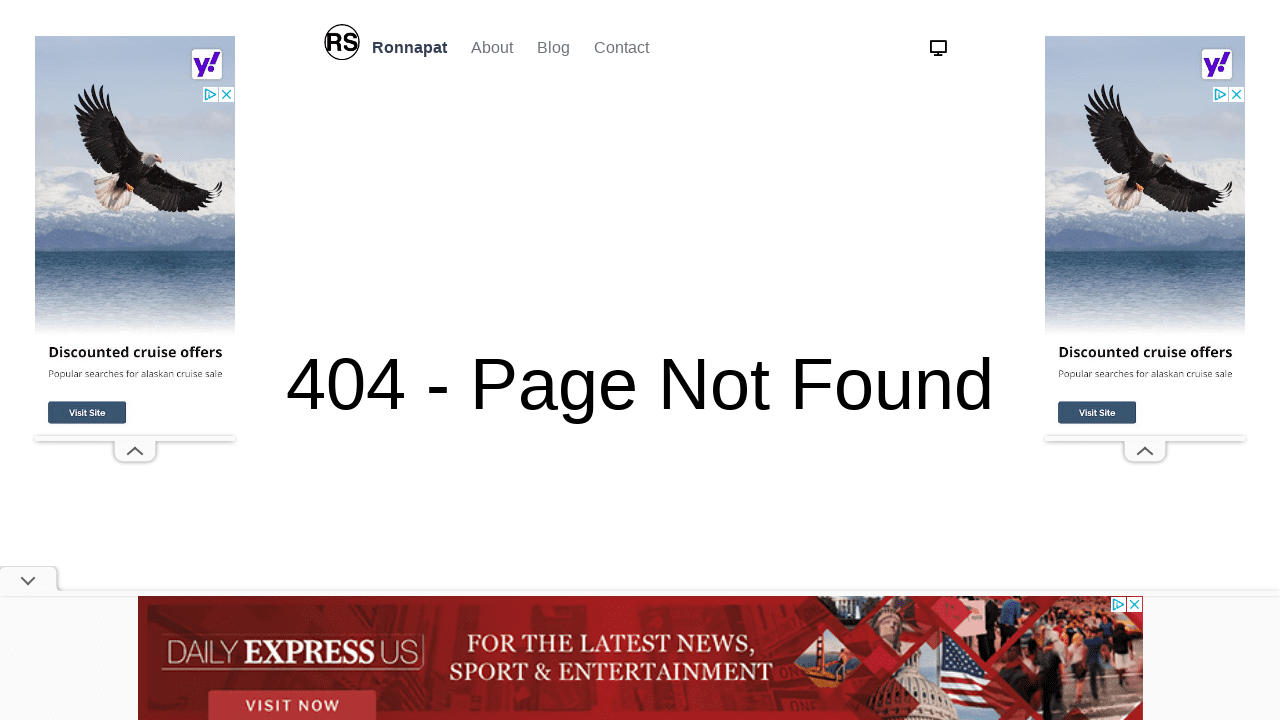 RS Ronnapat About Blog Contact
y!
Discounted cruise offers
Popular searches for alaskan cruise sale
Visit Site
404 - Page Not Found
y!
Discounted cruise offers
Popular searches for alaskan cruise sale
Visit Site
DAILY EXPRESS US
VISIT NOW
FOR THE LATEST NEWS,
SPORT & ENTERTAINMENT